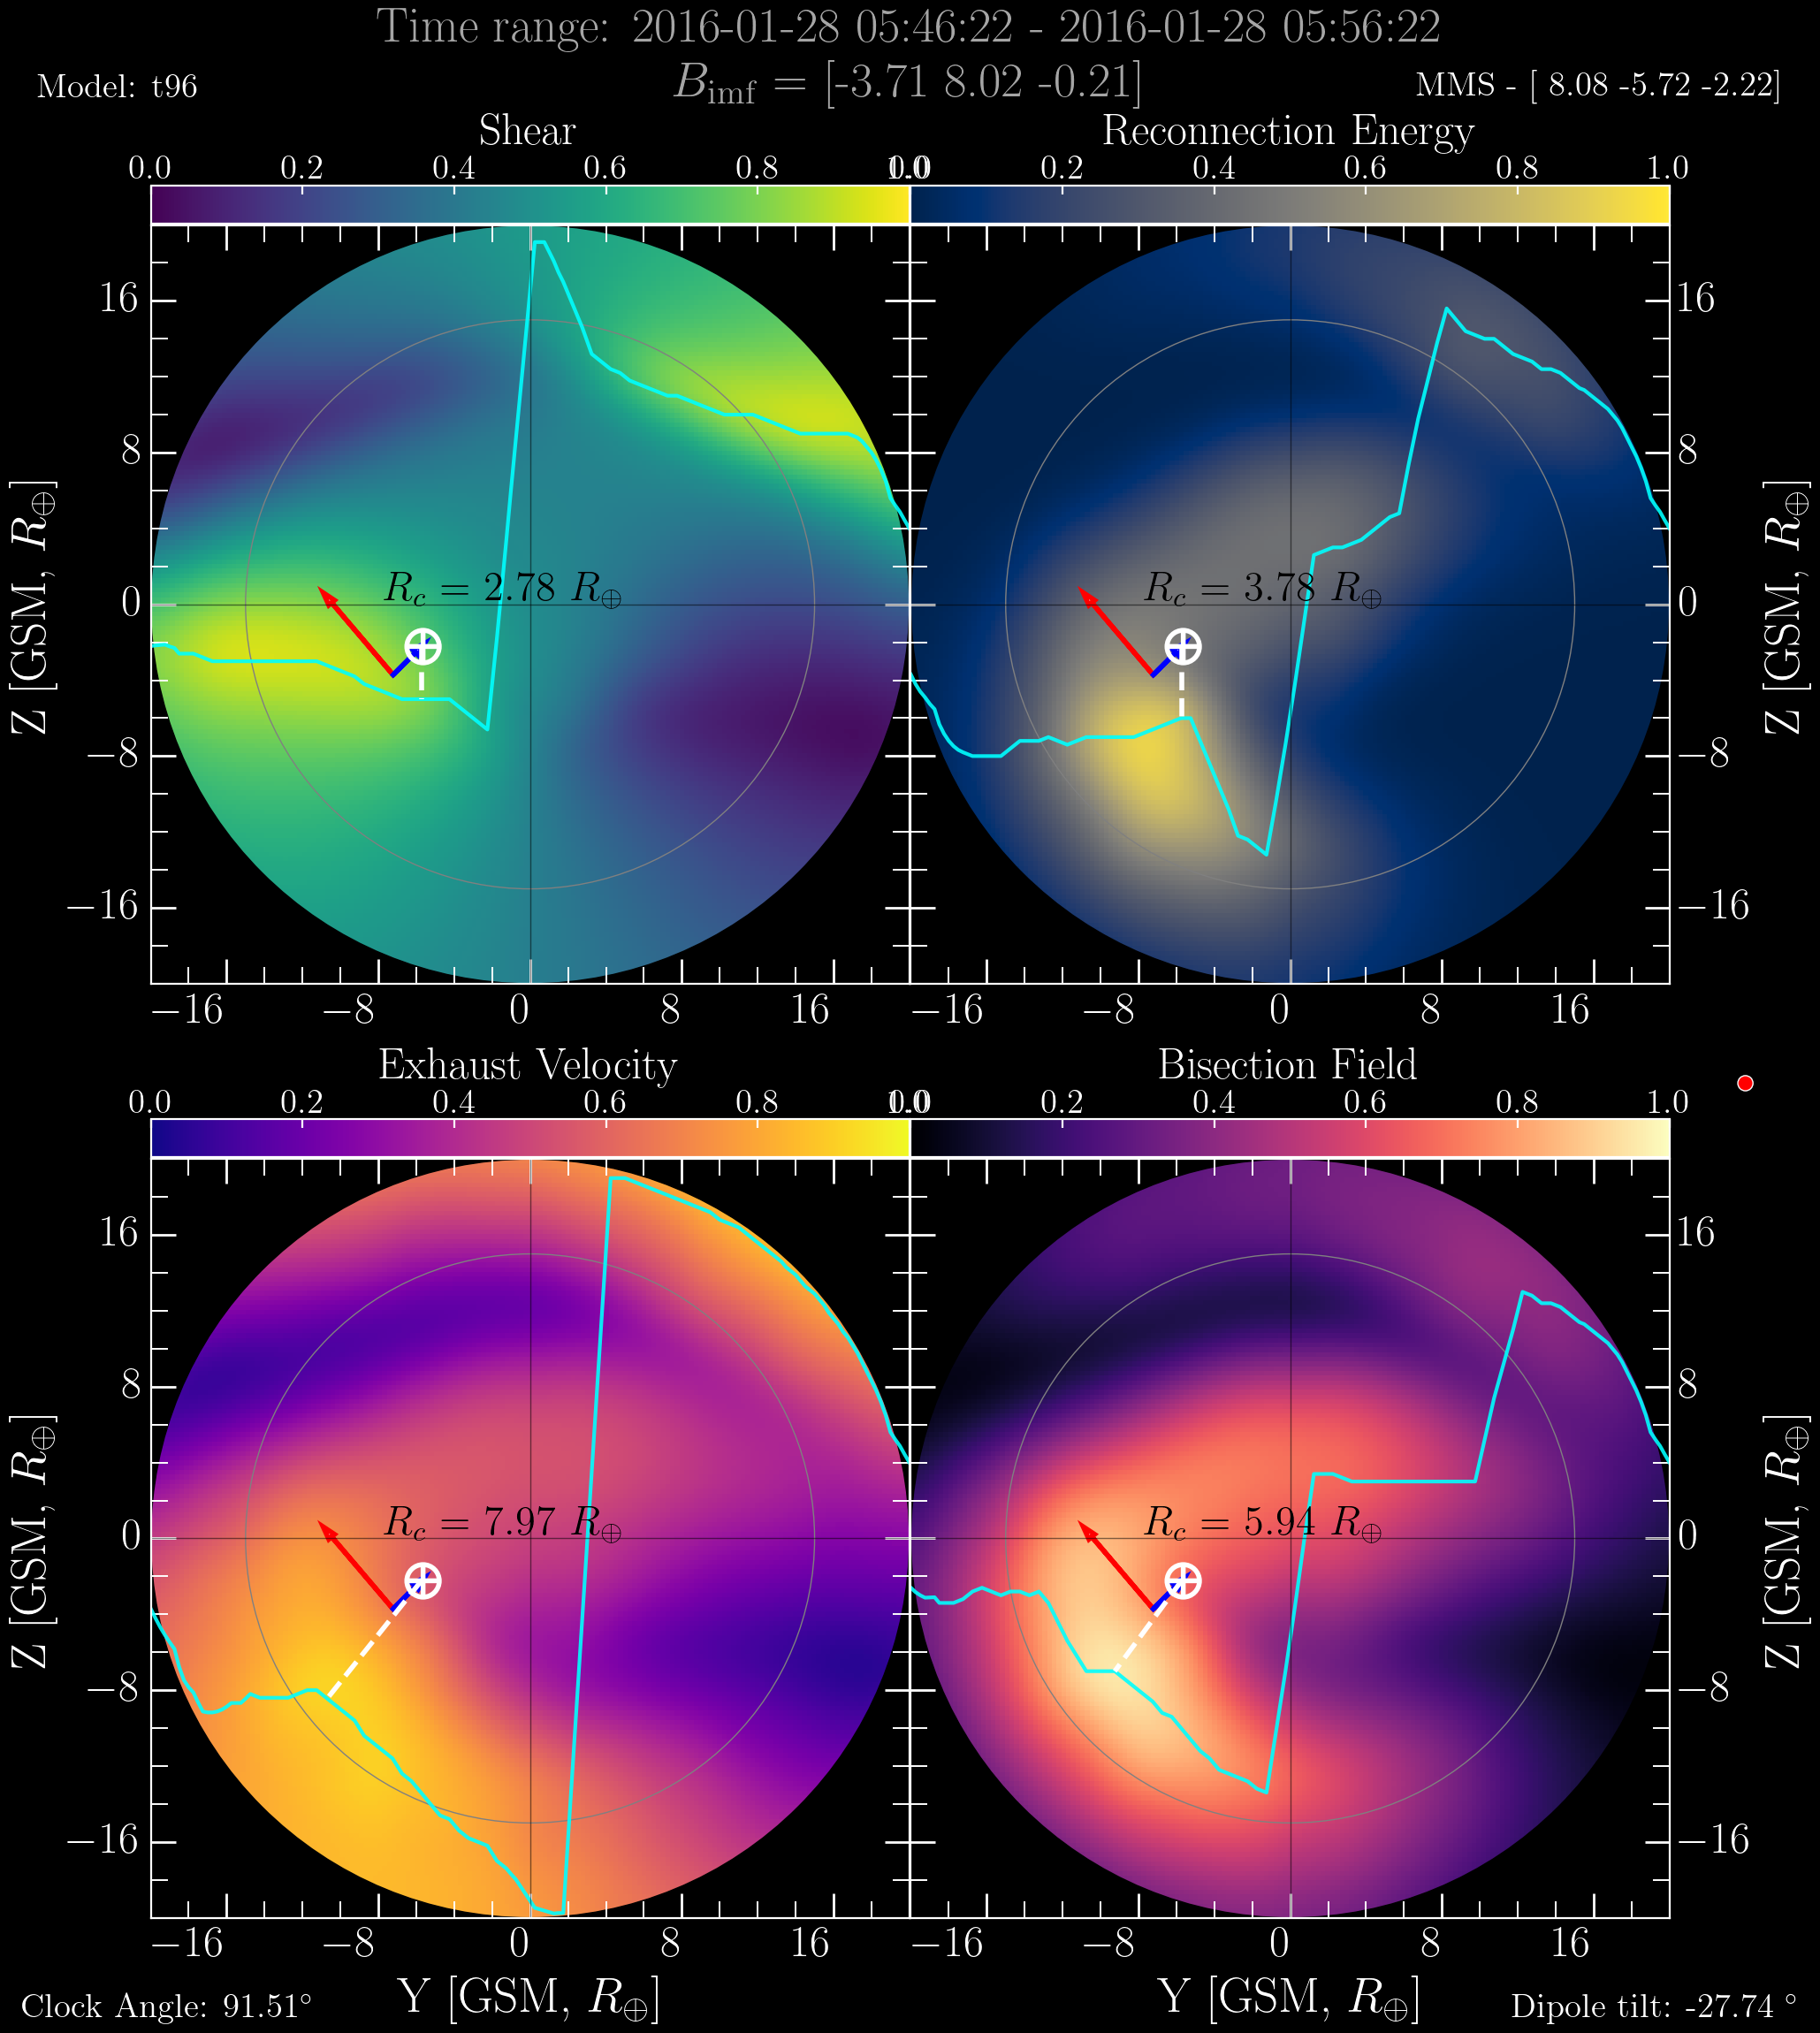 Time range: 2016-01-28 05:46:22 - 2016-01-28 05:56:22
Model: t96
B_imf = [-3.71 8.02 -0.21]
MMS - [ 8.08 -5.72 -2.22]
Shear
Reconnection Energy
0.0 0.2 0.4 0.6 0.8 1.0
0.0 0.2 0.4 0.6 0.8 1.0
16 8 0 −8 −16
Z [GSM, R⊕]
R_c = 2.78 R⊕
R_c = 3.78 R⊕
16 8 0 −8 −16
Z [GSM, R⊕]
−16 −8 0 8 16
−16 −8 0 8 16
Exhaust Velocity
Bisection Field
0.0 0.2 0.4 0.6 0.8 1.0
0.0 0.2 0.4 0.6 0.8 1.0
16 8 0 −8 −16
Z [GSM, R⊕]
R_c = 7.97 R⊕
R_c = 5.94 R⊕
16 8 0 −8 −16
Z [GSM, R⊕]
−16 −8 0 8 16
−16 −8 0 8 16
Y [GSM, R⊕]
Y [GSM, R⊕]
Clock Angle: 91.51°
Dipole tilt: -27.74 °